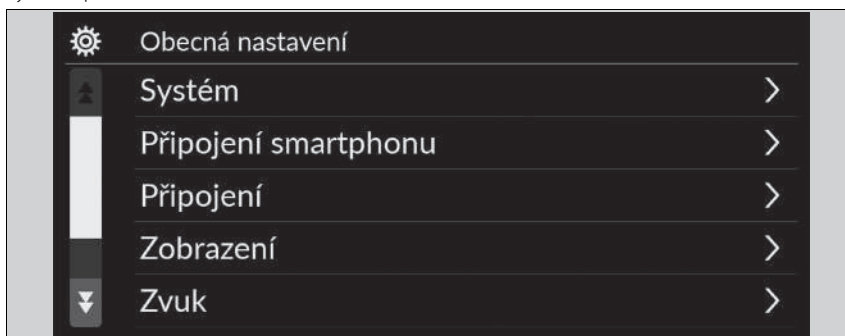 Obecná nastavení
Systém
Připojení smartphonu
Připojení
Zobrazení
Zvuk